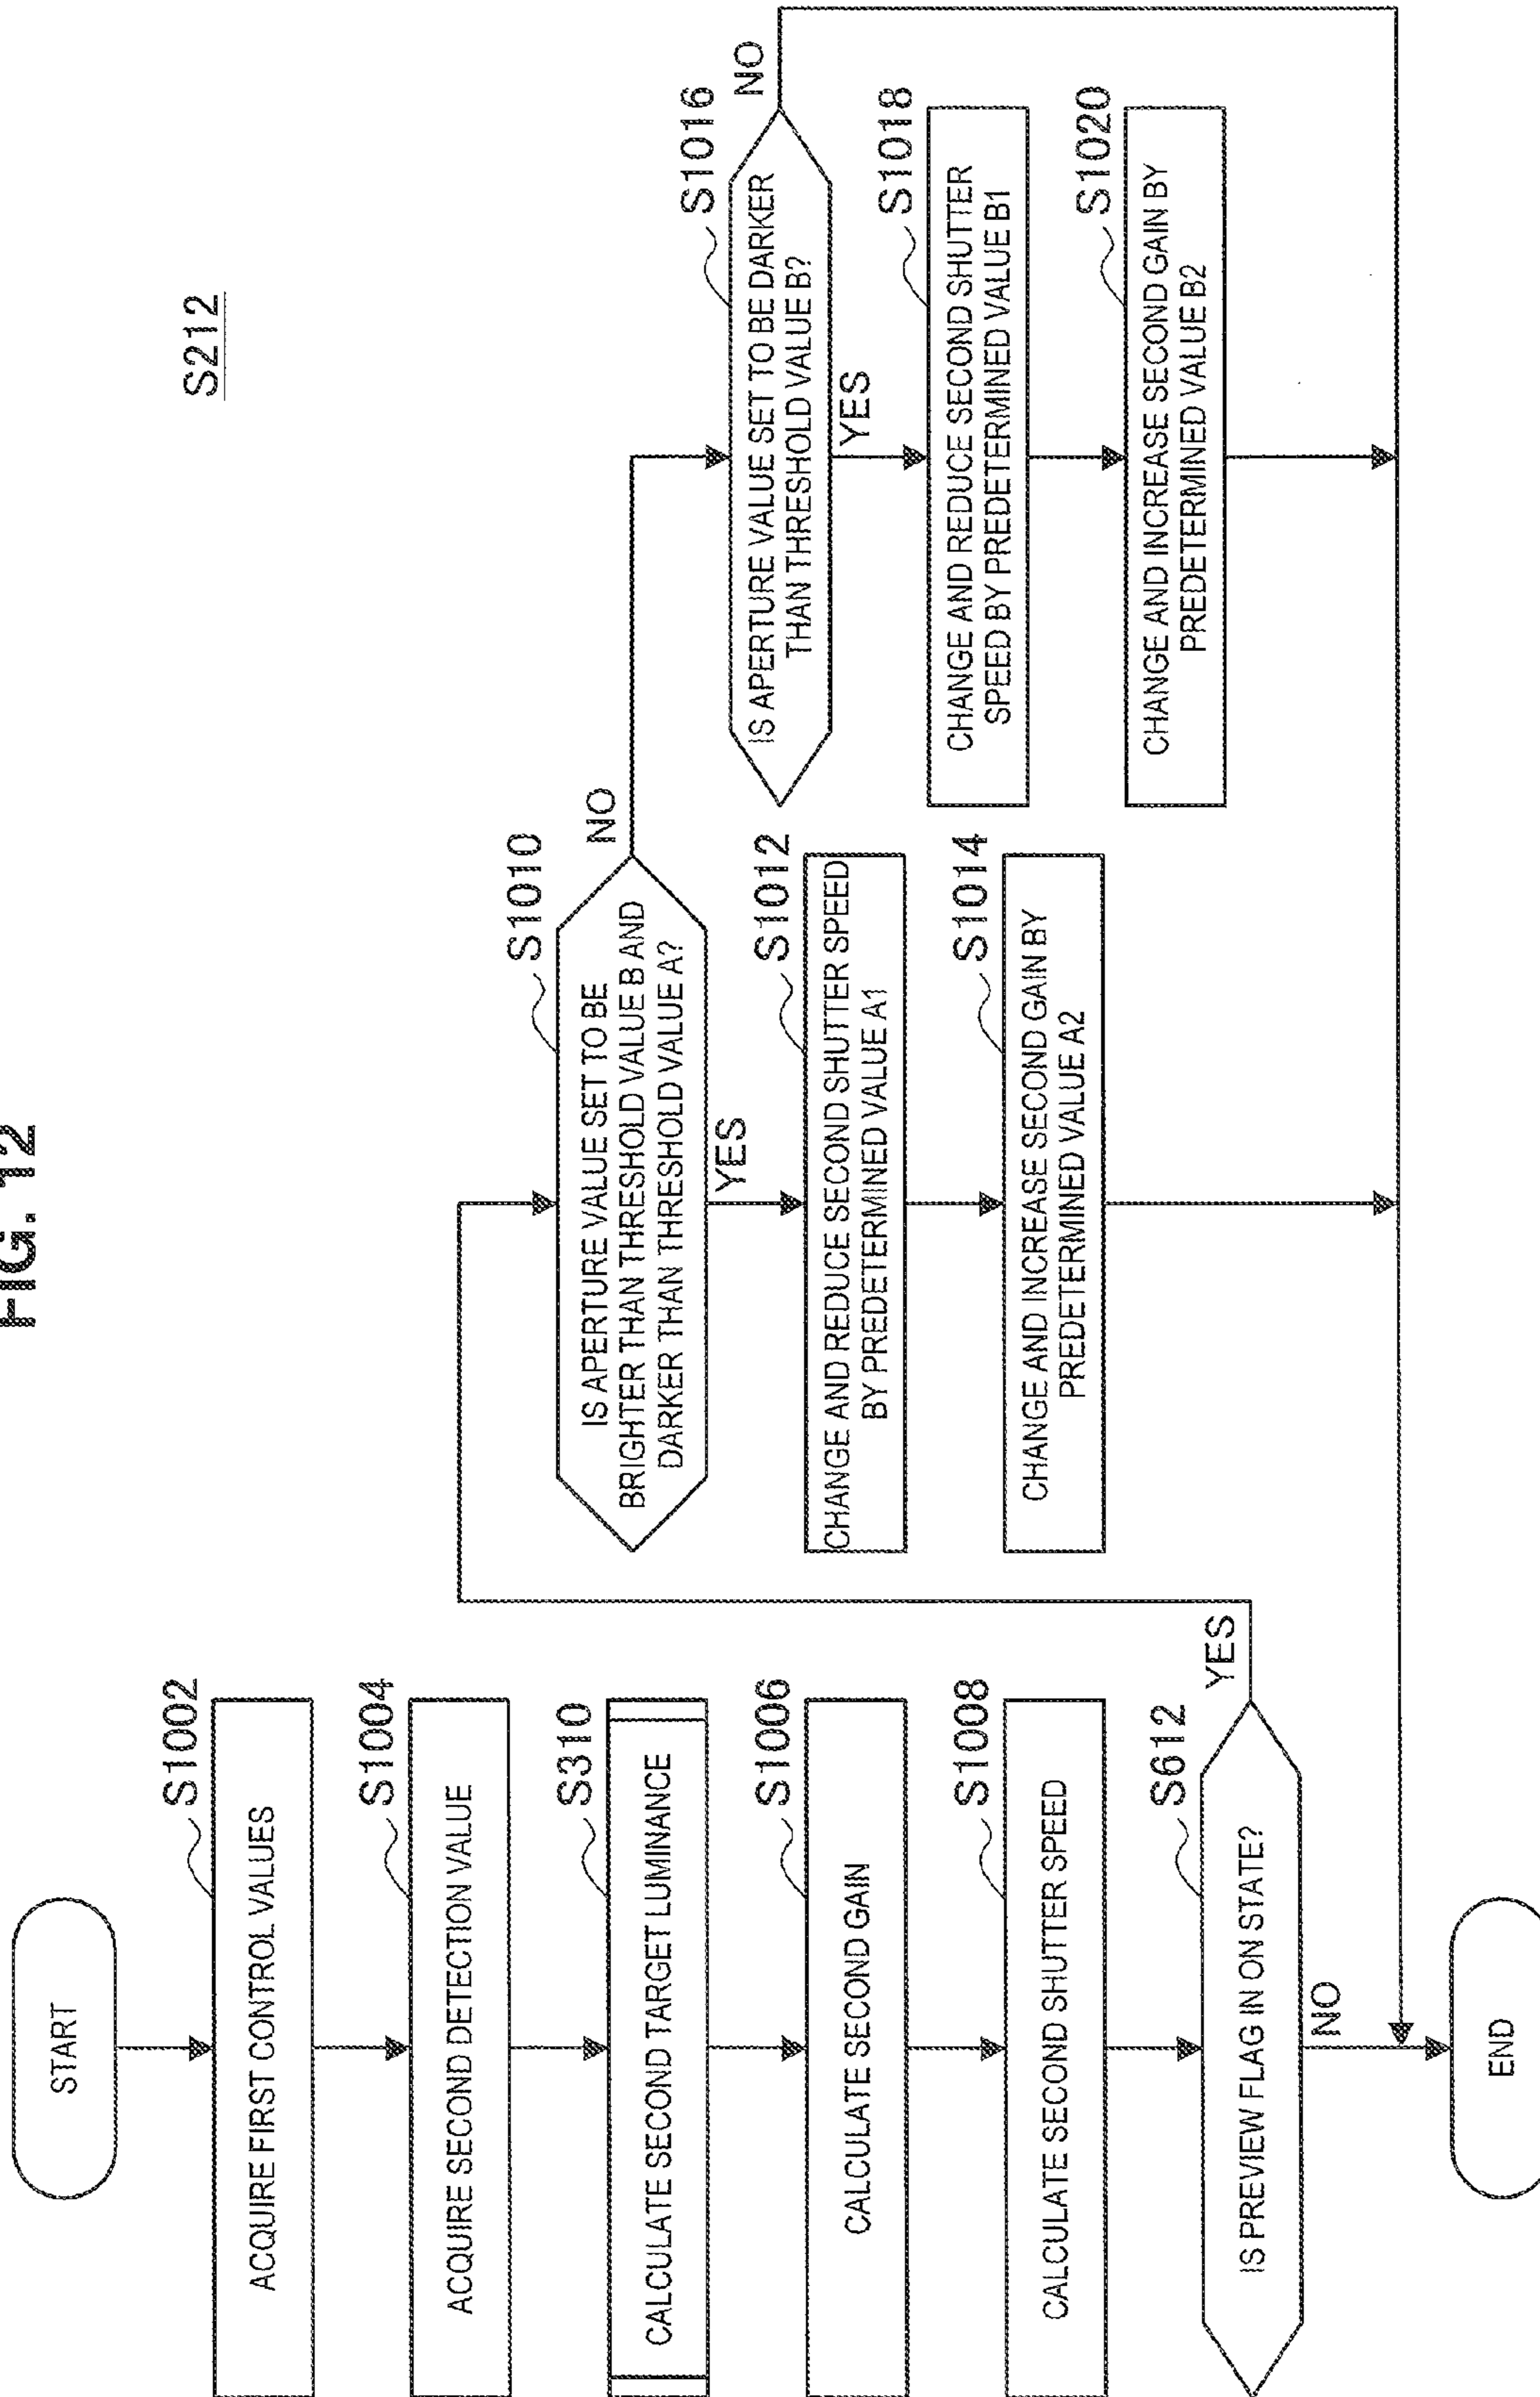 FIG. 12
S212
START
S1002
ACQUIRE FIRST CONTROL VALUES
S1004
ACQUIRE SECOND DETECTION VALUE
S310
CALCULATE SECOND TARGET LUMINANCE
S1006
CALCULATE SECOND GAIN
S1008
CALCULATE SECOND SHUTTER SPEED
S612
IS PREVIEW FLAG IN ON STATE?
YES
NO
END
S1010
IS APERTURE VALUE SET TO BE
BRIGHTER THAN THRESHOLD VALUE B AND
DARKER THAN THRESHOLD VALUE A?
NO
YES
S1012
CHANGE AND REDUCE SECOND SHUTTER SPEED
BY PREDETERMINED VALUE A1
S1014
CHANGE AND INCREASE SECOND GAIN BY
PREDETERMINED VALUE A2
S1016
IS APERTURE VALUE SET TO BE DARKER
THAN THRESHOLD VALUE B?
NO
YES
S1018
CHANGE AND REDUCE SECOND SHUTTER
SPEED BY PREDETERMINED VALUE B1
S1020
CHANGE AND INCREASE SECOND GAIN BY
PREDETERMINED VALUE B2